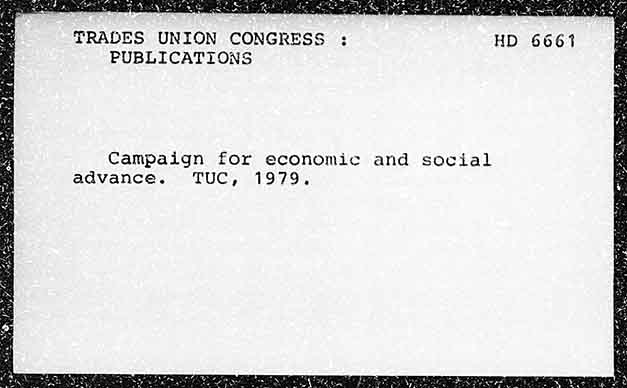 TRADES UNION CONGRESS : HD 6661
PUBLICATIONS
Campaign for economic and social
advance. TUC, 1979.